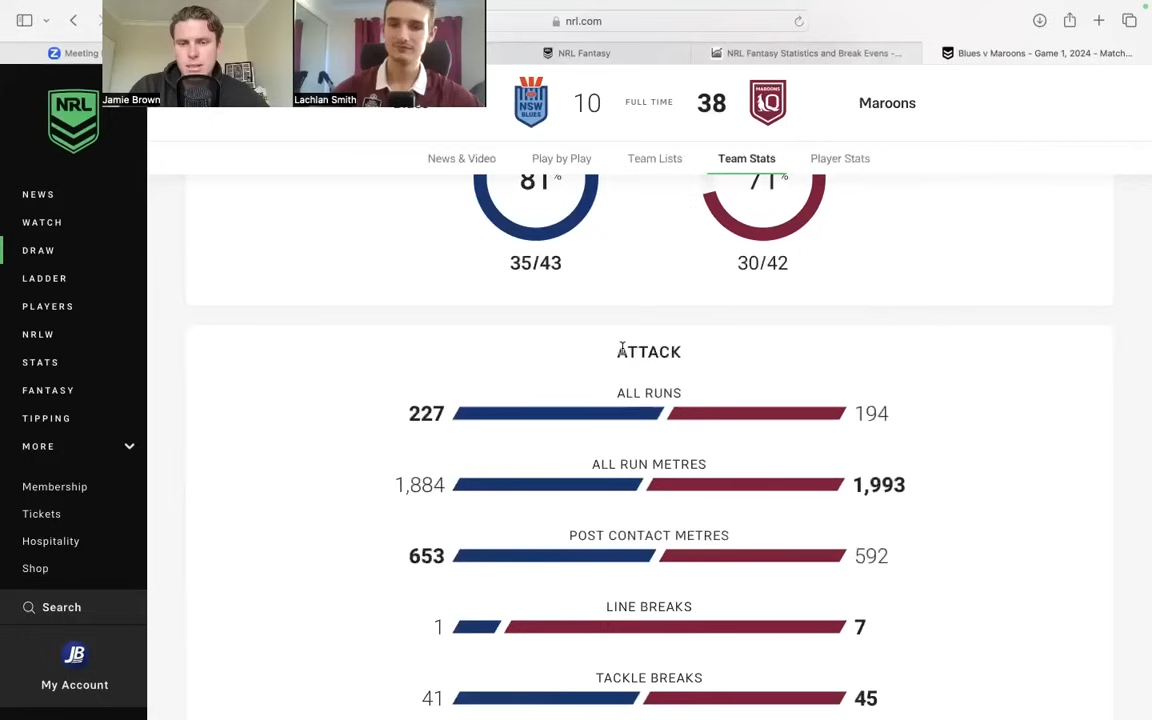 nrl.com
Meeting
NRL Fantasy
NRL Fantasy Statistics and Break Evens -...
Blues v Maroons - Game 1, 2024 - Match...
Jamie Brown
Lachlan Smith
NRL
NSW
BLUES
10
FULL TIME
38
MAROONS
Q
Maroons
News & Video
Play by Play
Team Lists
Team Stats
Player Stats
81%
71%
35/43
30/42
NEWS
WATCH
DRAW
LADDER
PLAYERS
NRLW
STATS
FANTASY
TIPPING
MORE
Membership
Tickets
Hospitality
Shop
Search
JB
My Account
ATTACK
ALL RUNS
227
194
ALL RUN METRES
1,884
1,993
POST CONTACT METRES
653
592
LINE BREAKS
1
7
TACKLE BREAKS
41
45